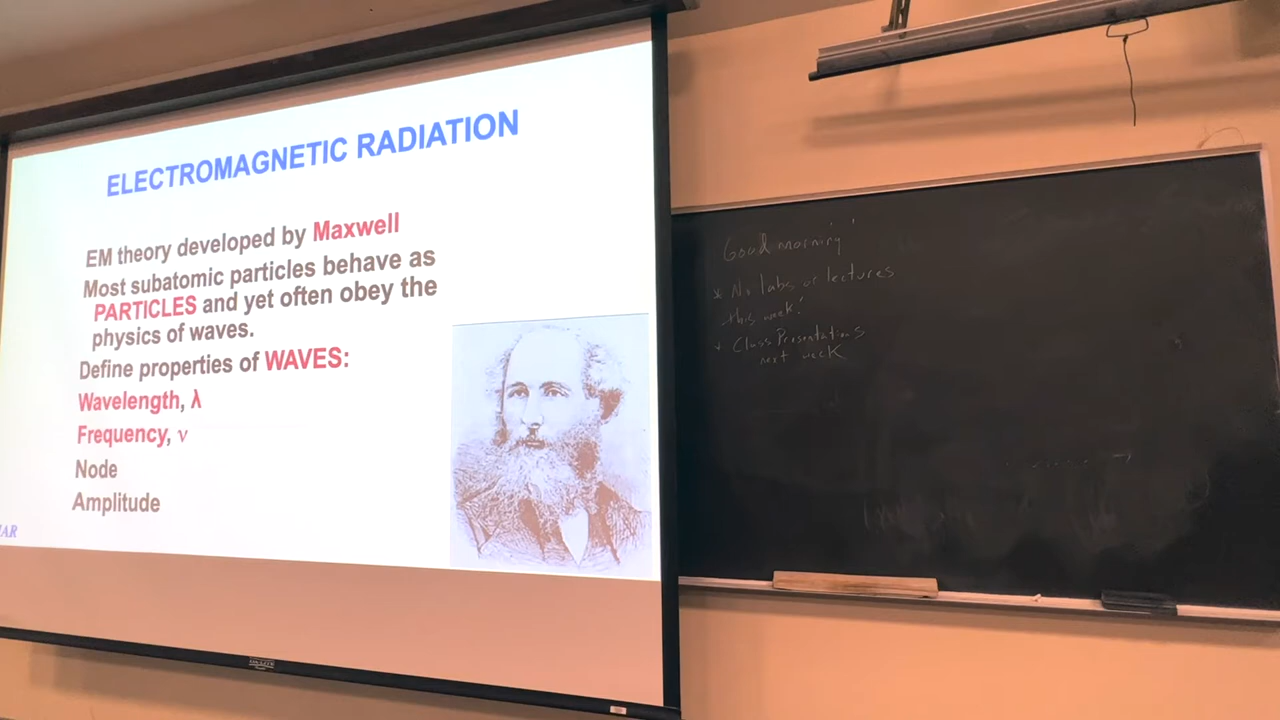 ELECTROMAGNETIC RADIATION
EM theory developed by Maxwell
Most subatomic particles behave as
PARTICLES and yet often obey the
physics of waves.
Define properties of WAVES:
Wavelength, λ
Frequency, ν
Node
Amplitude
AR
Good morning!
* No labs or lectures
this week!
* Class Presentations
next week